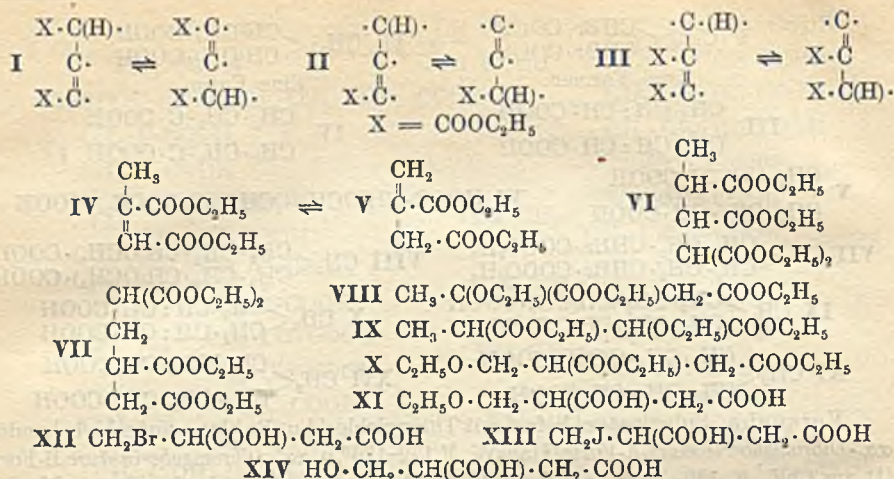 X·C(H)· X·C· ·C(H)· ·C· ·C·(H)· ·C·
I C· ⇌ C· II C· ⇌ C· III X·C· ⇌ X·C
X·C· X·C(H)· X·C· X·C(H)· X·C· X·C(H)·
X = COOC₂H₅
CH₃ CH₂ CH₃
IV C·COOC₂H₅ ⇌ V C·COOC₂H₅ VI CH·COOC₂H₅
CH·COOC₂H₅ CH₂·COOC₂H₅ CH·COOC₂H₅
CH(COOC₂H₅)₂
CH(COOC₂H₅)₂
VII CH₂
CH·COOC₂H₅
CH₂·COOC₂H₅
VIII CH₃·C(OC₂H₅)(COOC₂H₅)CH₂·COOC₂H₅
IX CH₃·CH(COOC₂H₅)·CH(OC₂H₅)COOC₂H₅
X C₂H₅O·CH₂·CH(COOC₂H₅)·CH₂·COOC₂H₅
XI C₂H₅O·CH₂·CH(COOH)·CH₂·COOH
XII CH₂Br·CH(COOH)·CH₂·COOH XIII CH₂J·CH(COOH)·CH₂·COOH
XIV HO·CH₂·CH(COOH)·CH₂·COOH